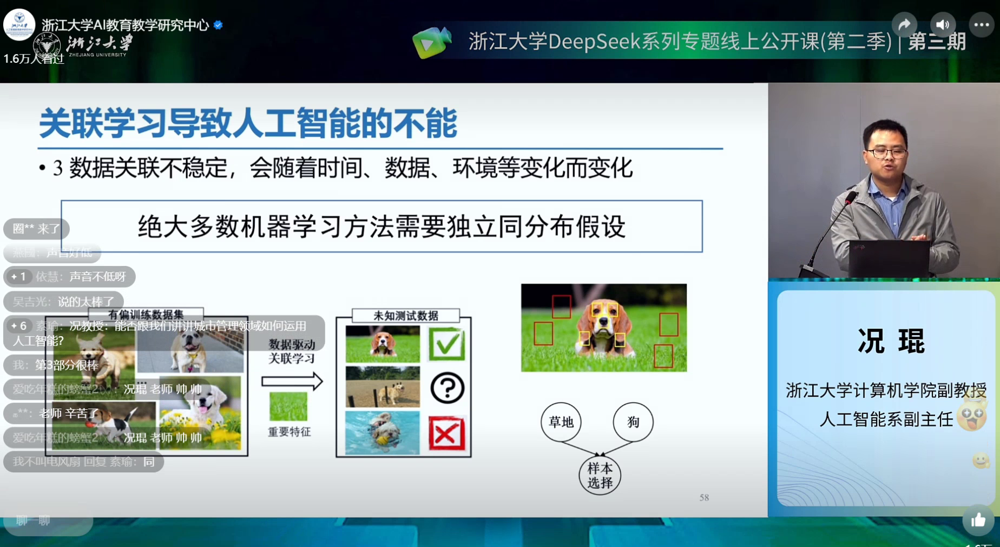 浙江大学AI教育教学研究中心
浙江大学
ZHEJIANG UNIVERSITY
1.6万人看过
浙江大学DeepSeek系列专题线上公开课(第二季) | 第三期
关联学习导致人工智能的不能
• 3 数据关联不稳定，会随着时间、数据、环境等变化而变化
绝大多数机器学习方法需要独立同分布假设
圈** 来了
燕國：声音好低
+ 1 依慧：声音不低呀
吴吉光：说的太棒了
+ 6 素瑜：况教授：能否跟我们讲讲城市管理领域如何运用
人工智能？
我：第3部分很棒
爱吃年糕的螃蟹2 ：况琨 老师 帅 帅
**：老师 辛苦了
爱吃年糕的螃蟹2 ：况琨 老师 帅 帅
我不叫电风扇 回复 素瑜：同
聊一聊
有偏训练数据集
...
数据驱动
关联学习
重要特征
未知测试数据
?
草地
狗
样本
选择
58
况 琨
浙江大学计算机学院副教授
人工智能系副主任